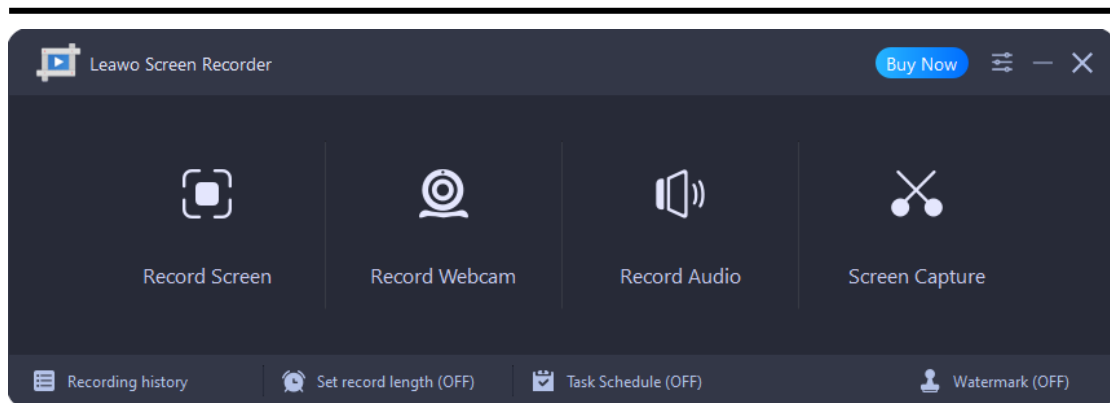 Leawo Screen Recorder Buy Now
Record Screen Record Webcam Record Audio Screen Capture
Recording history Set record length (OFF) Task Schedule (OFF) Watermark (OFF)